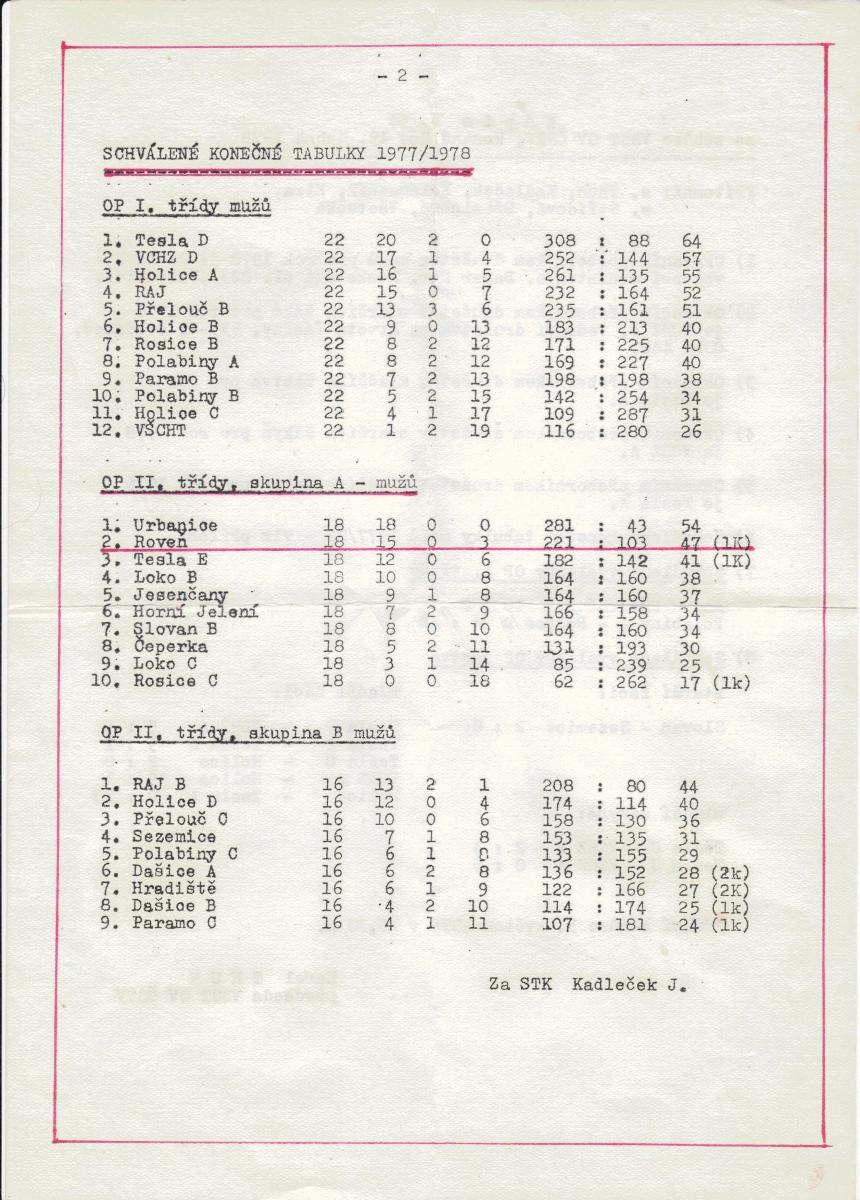 - 2 -
SCHVÁLENÉ KONEČNÉ TABULKY 1977/1978
OP I. třídy mužů
1. Tesla D 22 20 2 0 308 : 88 64
2. VCHZ D 22 17 1 4 252 : 144 57
3. Holice A 22 16 1 5 261 : 135 55
4. RAJ 22 15 0 7 232 : 164 52
5. Přelouč B 22 13 3 6 235 : 161 51
6. Holice B 22 9 0 13 183 : 213 40
7. Rosice B 22 8 2 12 171 : 225 40
8. Polabiny A 22 8 2 12 169 : 227 40
9. Paramo B 22 7 2 13 198 : 198 38
10. Polabiny B 22 5 2 15 142 : 254 34
11. Holice C 22 4 1 17 109 : 287 31
12. VŠCHT 22 1 2 19 116 : 280 26
OP II. třídy, skupina A - mužů
1. Urbanice 18 18 0 0 281 : 43 54
2. Roveň 18 15 0 3 221 : 103 47 (1K)
3. Tesla E 18 12 0 6 182 : 142 41 (1K)
4. Loko B 18 10 0 8 164 : 160 38
5. Jesenčany 18 9 1 8 164 : 160 37
6. Horní Jelení 18 7 2 9 166 : 158 34
7. Slovan B 18 8 0 10 164 : 160 34
8. Čeperka 18 5 2 11 131 : 193 30
9. Loko C 18 3 1 14 85 : 239 25
10. Rosice C 18 0 0 18 62 : 262 17 (1k)
OP II. třídy, skupina B mužů
1. RAJ B 16 13 2 1 208 : 80 44
2. Holice D 16 12 0 4 174 : 114 40
3. Přelouč C 16 10 0 6 158 : 130 36
4. Sezemice 16 7 1 8 153 : 135 31
5. Polabiny C 16 6 1 133 : 155 29
6. Dašice A 16 6 2 8 136 : 152 28 (2k)
7. Hradiště 16 6 1 9 122 : 166 27 (2K)
8. Dašice B 16 4 2 10 114 : 174 25 (1k)
9. Paramo C 16 4 1 11 107 : 181 24 (1k)
Za STK Kadleček J.